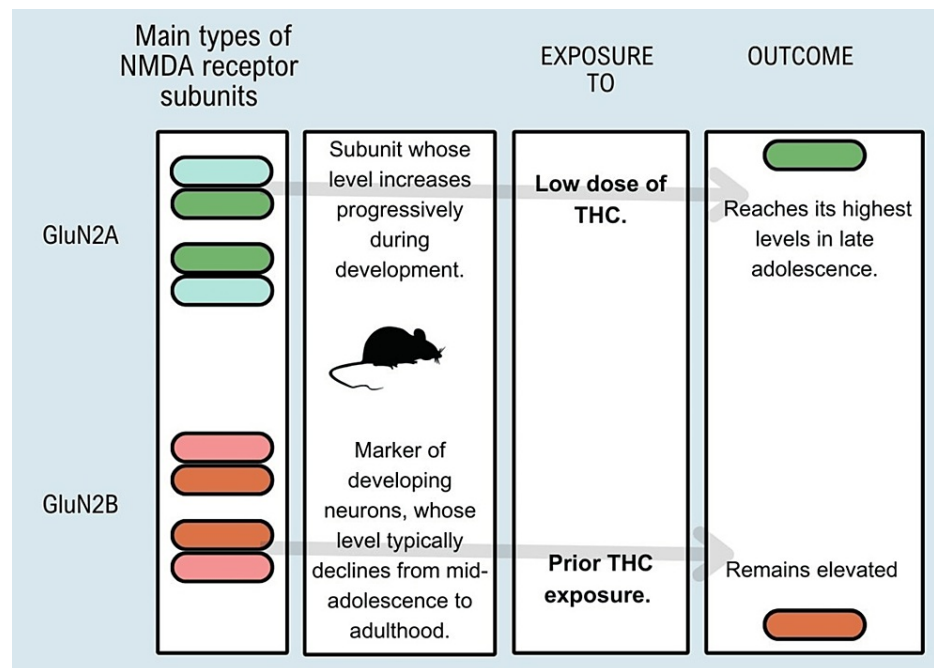 Main types of
NMDA receptor
subunits
EXPOSURE
TO
OUTCOME
GluN2A
Subunit whose
level increases
progressively
during
development.
Low dose of
THC.
Reaches its highest
levels in late
adolescence.
GluN2B
Marker of
developing
neurons, whose
level typically
declines from mid-
adolescence to
adulthood.
Prior THC
exposure.
Remains elevated